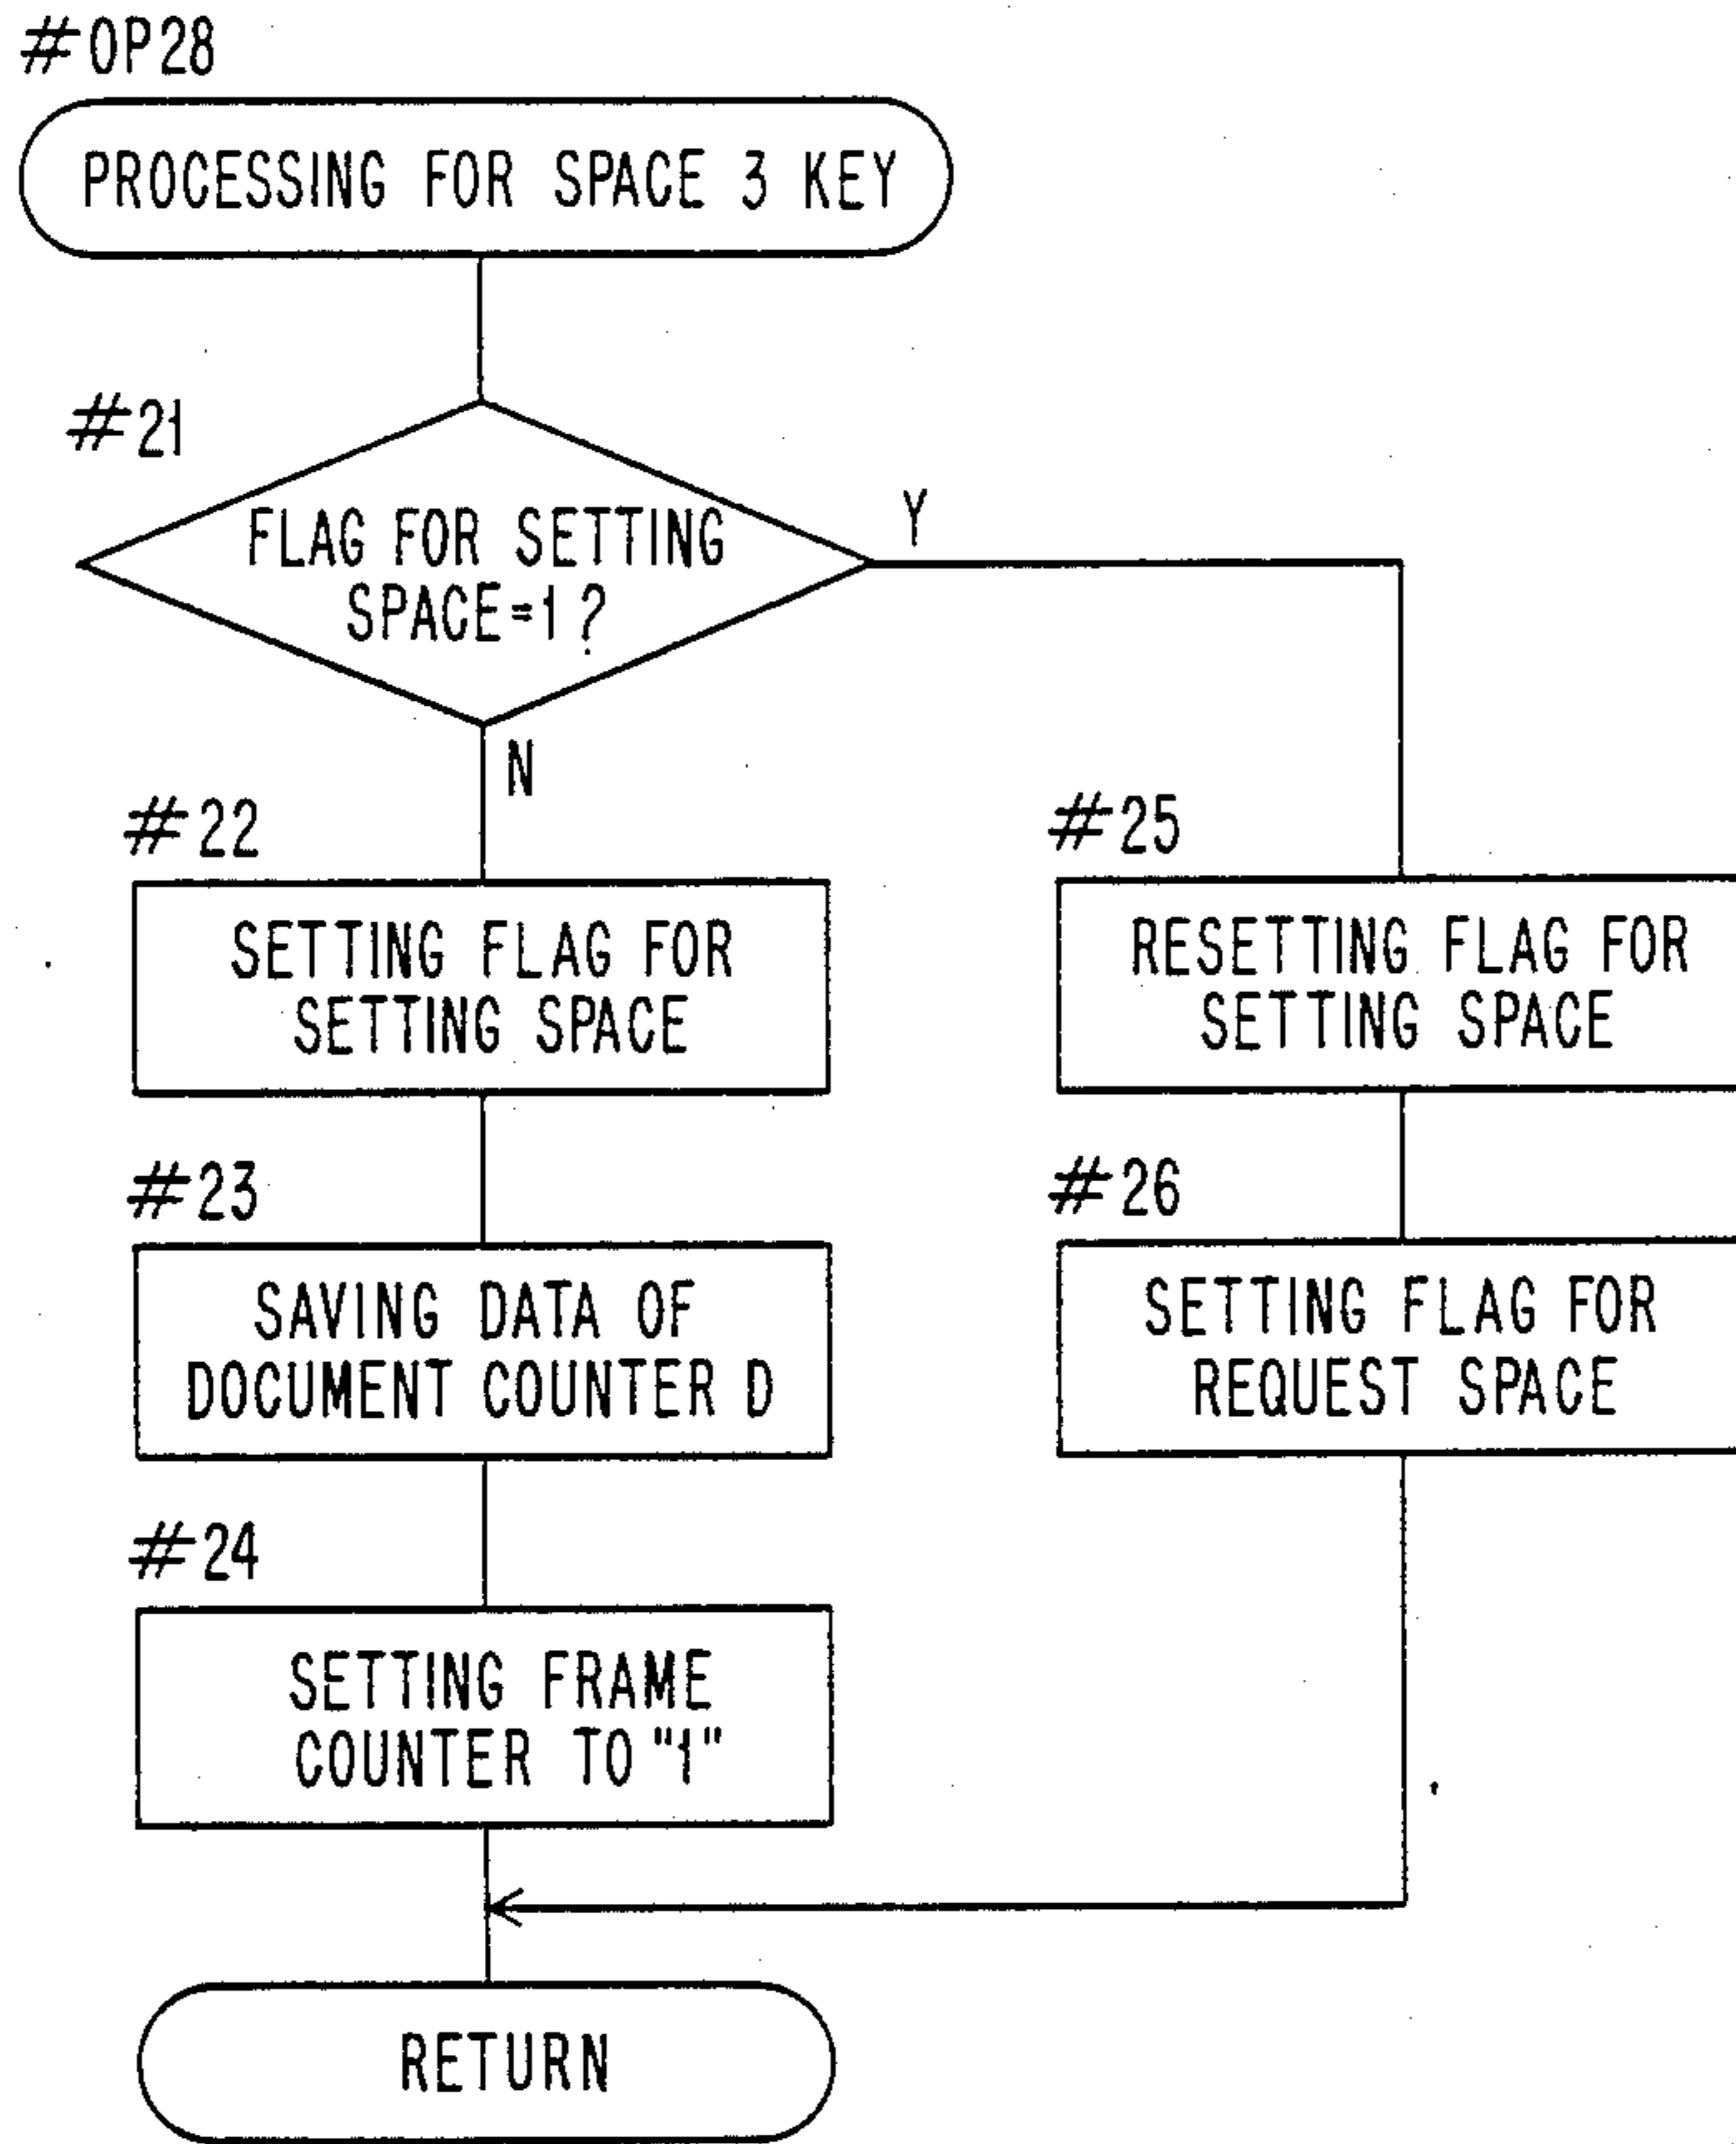 #OP28
PROCESSING FOR SPACE 3 KEY
#21
FLAG FOR SETTING
SPACE=1?
Y
N
#22
SETTING FLAG FOR
SETTING SPACE
#23
SAVING DATA OF
DOCUMENT COUNTER D
#24
SETTING FRAME
COUNTER TO "1"
#25
RESETTING FLAG FOR
SETTING SPACE
#26
SETTING FLAG FOR
REQUEST SPACE
RETURN